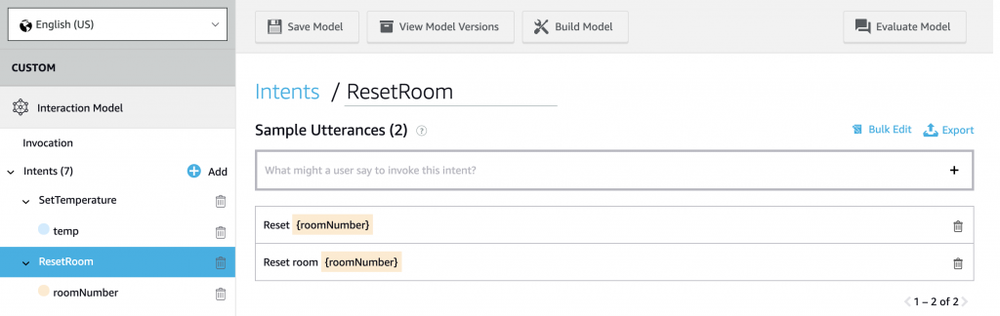 English (US)
Save Model
View Model Versions
Build Model
Evaluate Model
CUSTOM
Interaction Model
Invocation
Intents (7)
Add
SetTemperature
temp
ResetRoom
roomNumber
Intents / ResetRoom
Sample Utterances (2) ?
Bulk Edit
Export
What might a user say to invoke this intent? +
Reset {roomNumber}
Reset room {roomNumber}
< 1 – 2 of 2 >